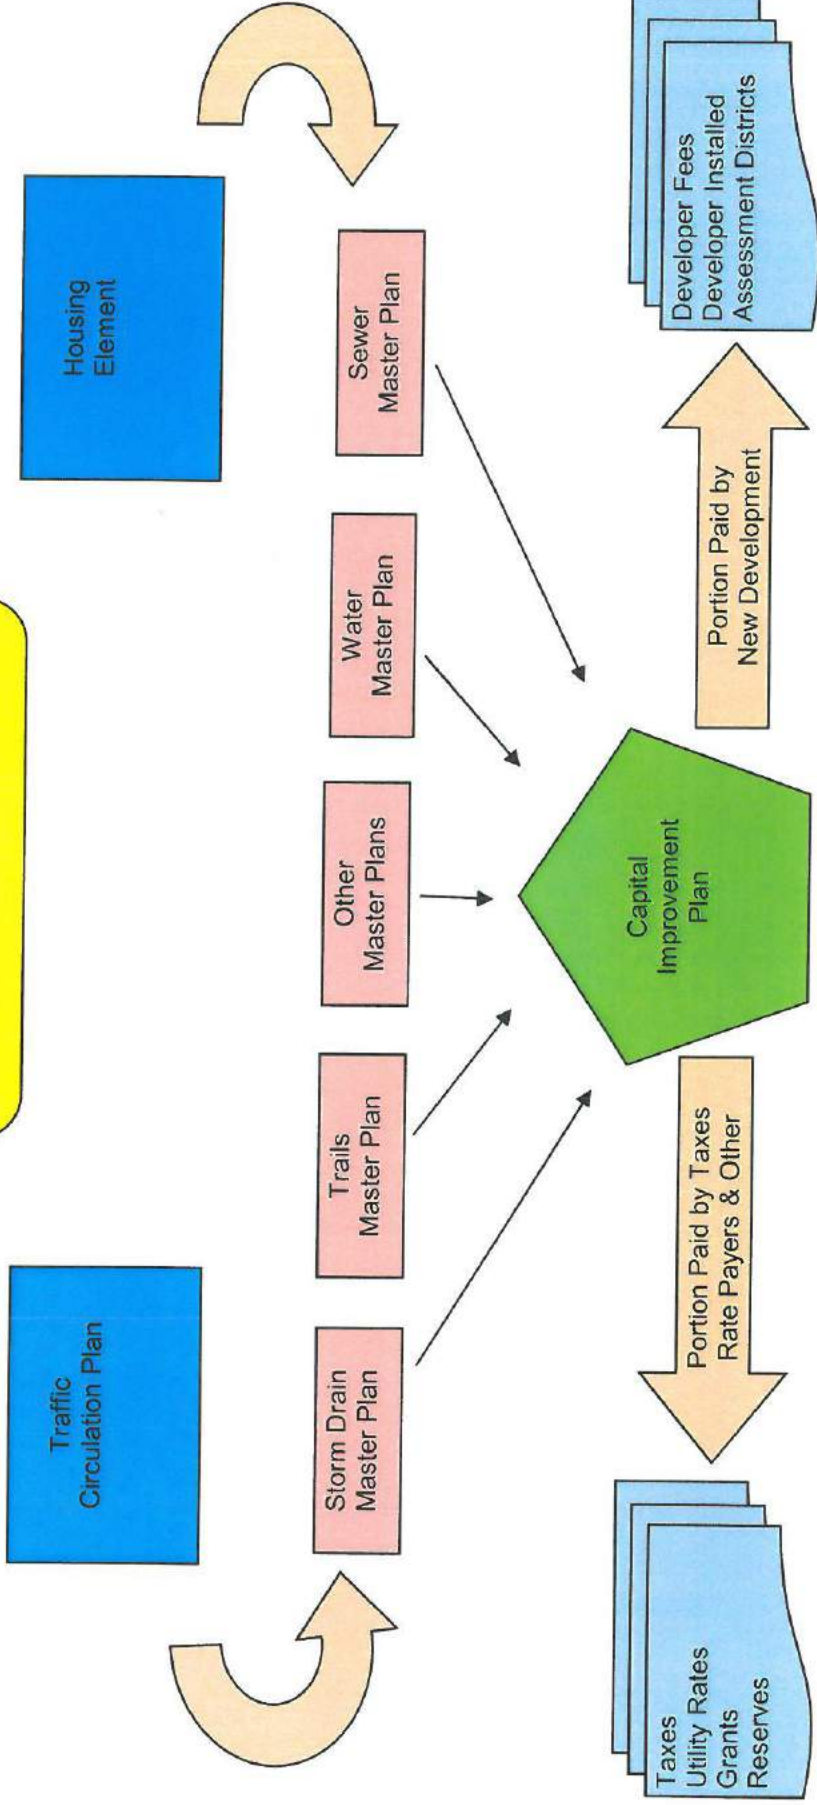 Traffic
Circulation Plan
Housing
Element
Storm Drain
Master Plan
Trails
Master Plan
Other
Master Plans
Water
Master Plan
Sewer
Master Plan
Capital
Improvement
Plan
Portion Paid by Taxes
Rate Payers & Other
Portion Paid by
New Development
Taxes
Utility Rates
Grants
Reserves
Developer Fees
Developer Installed
Assessment Districts